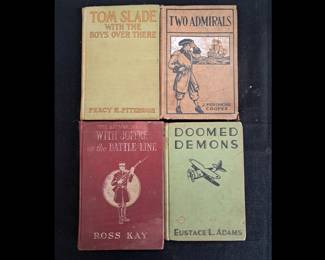 TOM SLADE
WITH THE
BOYS OVER THERE
PERCY K. FITZHUGH
TWO ADMIRALS
J. FENIMORE
COOPER
WITH JOFFRE
on the BATTLE LINE
ROSS KAY
DOOMED
DEMONS
EUSTACE L. ADAMS